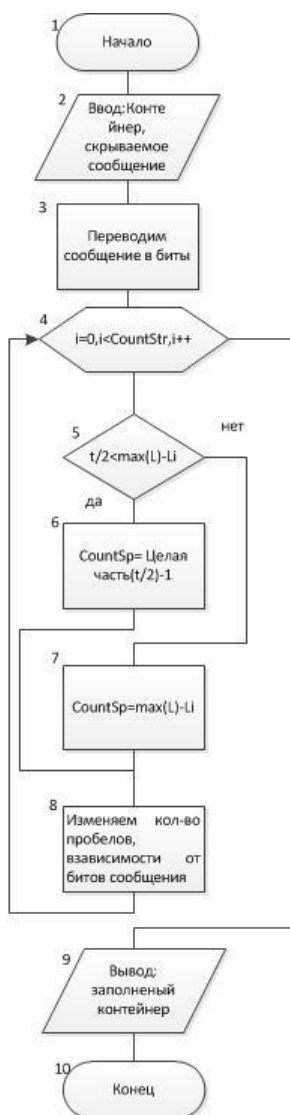 1
Начало
2
Ввод:Конте
йнер,
скрываемое
сообщение
3
Переводим
сообщение в биты
4
i=0,i<CountStr,i++
5
нет
t/2<max(L)-Li
да
6
CountSp= Целая
часть(t/2)-1
7
CountSp=max(L)-Li
8
Изменяем кол-во
пробелов,
взависимости от
битов сообщения
9
Вывод:
заполненый
контейнер
10
Конец